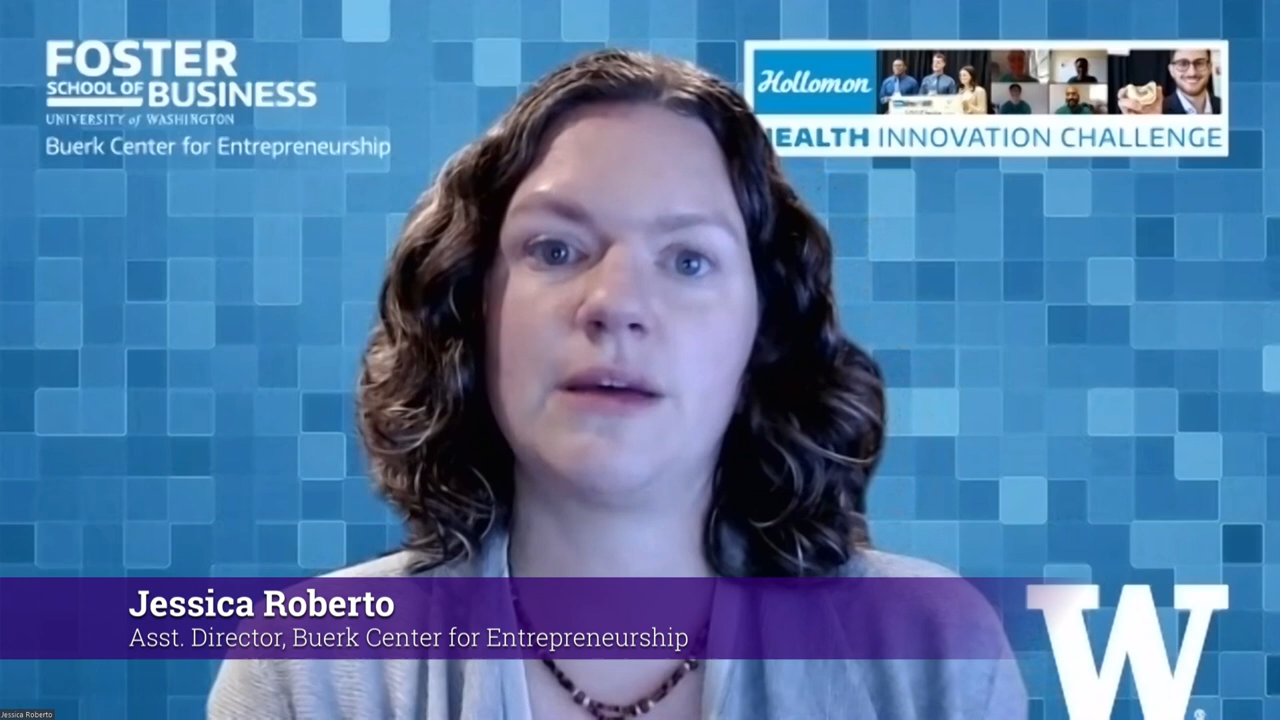 FOSTER
SCHOOL OF BUSINESS
UNIVERSITY of WASHINGTON
Buerk Center for Entrepreneurship
Hollomon
EALTH INNOVATION CHALLENGE
Jessica Roberto
Asst. Director, Buerk Center for Entrepreneurship
W
Jessica Roberto